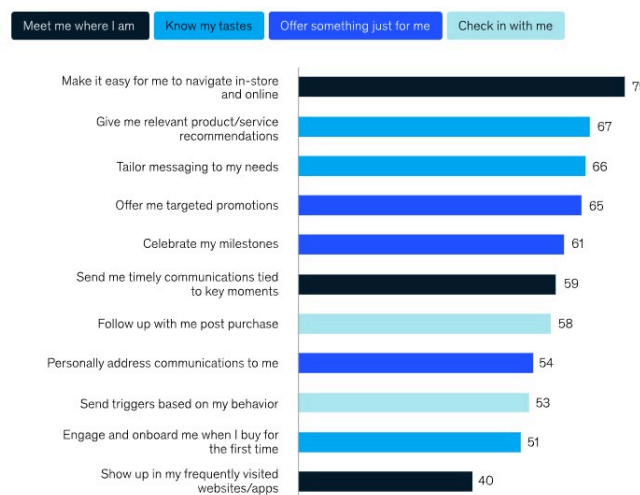 Meet me where I am
Know my tastes
Offer something just for me
Check in with me
Make it easy for me to navigate in-store
and online
Give me relevant product/service
recommendations
67
Tailor messaging to my needs
66
Offer me targeted promotions
65
Celebrate my milestones
61
Send me timely communications tied
to key moments
59
Follow up with me post purchase
58
Personally address communications to me
54
Send triggers based on my behavior
53
Engage and onboard me when I buy for
the first time
51
Show up in my frequently visited
websites/apps
40